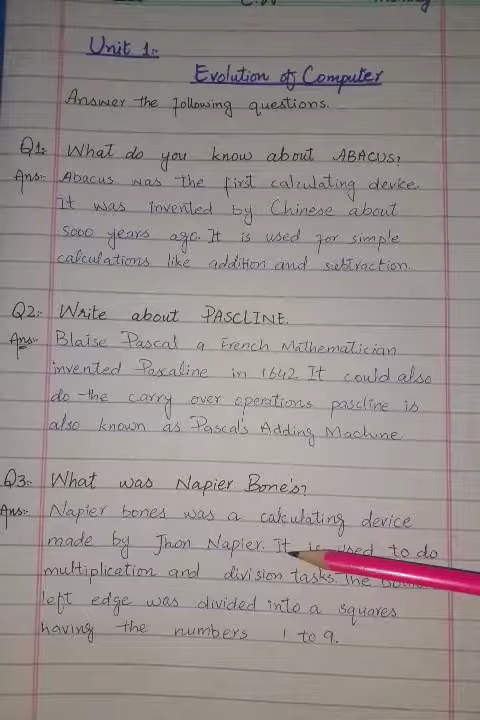 Unit 1:-
Evolution of Computer
Answer the following questions.
Q1:- What do you know about ABACUS?
Ans:- Abacus was the first calculating device.
It was invented by Chinese about
5000 years ago. It is used for simple
calculations like addition and subtraction.
Q2:- Write about PASCLINE.
Ans:- Blaise Pascal a French Mathematician
invented Pascaline in 1642. It could also
do the carry over operations pascline is
also known as Pascal's Adding Machine.
Q3:- What was Napier Bone's?
Ans:- Napier bones was a calculating device
made by Jhon Napier. It is used to do
multiplication and division tasks. The
left edge was divided into a squares
having the numbers 1 to 9.